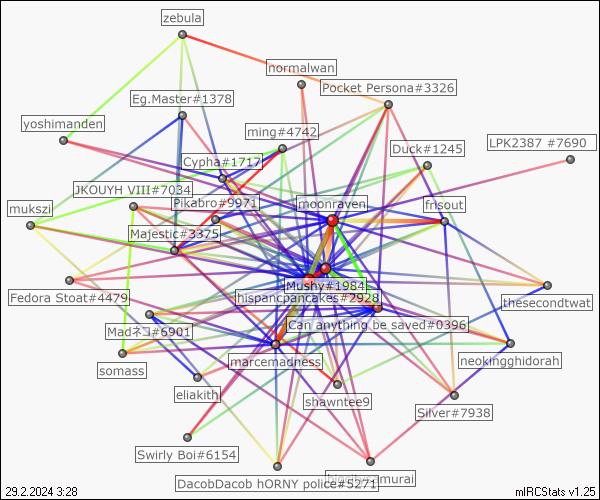 zebula
normalwan
Pocket Persona#3326
Eg.Master#1378
yoshimanden
ming#4742
LPK2387 #7690
Duck#1245
Cypha#1717
JKOUYH VIII#7034
Pikabro#9971
moonraven
frisout
mukszi
Majestic#3375
Mushy#1984
Fedora Stoat#4479
hispancpancakes#2928
thesecondtwat
Can anything be saved#0396
Madネコ#6901
marcemadness
neokingghidorah
somass
eliakith
shawntee9
Silver#7938
Swirly Boi#6154
DacobDacob hORNY police#5271
samurai
29.2.2024 3:28
mIRCStats v1.25